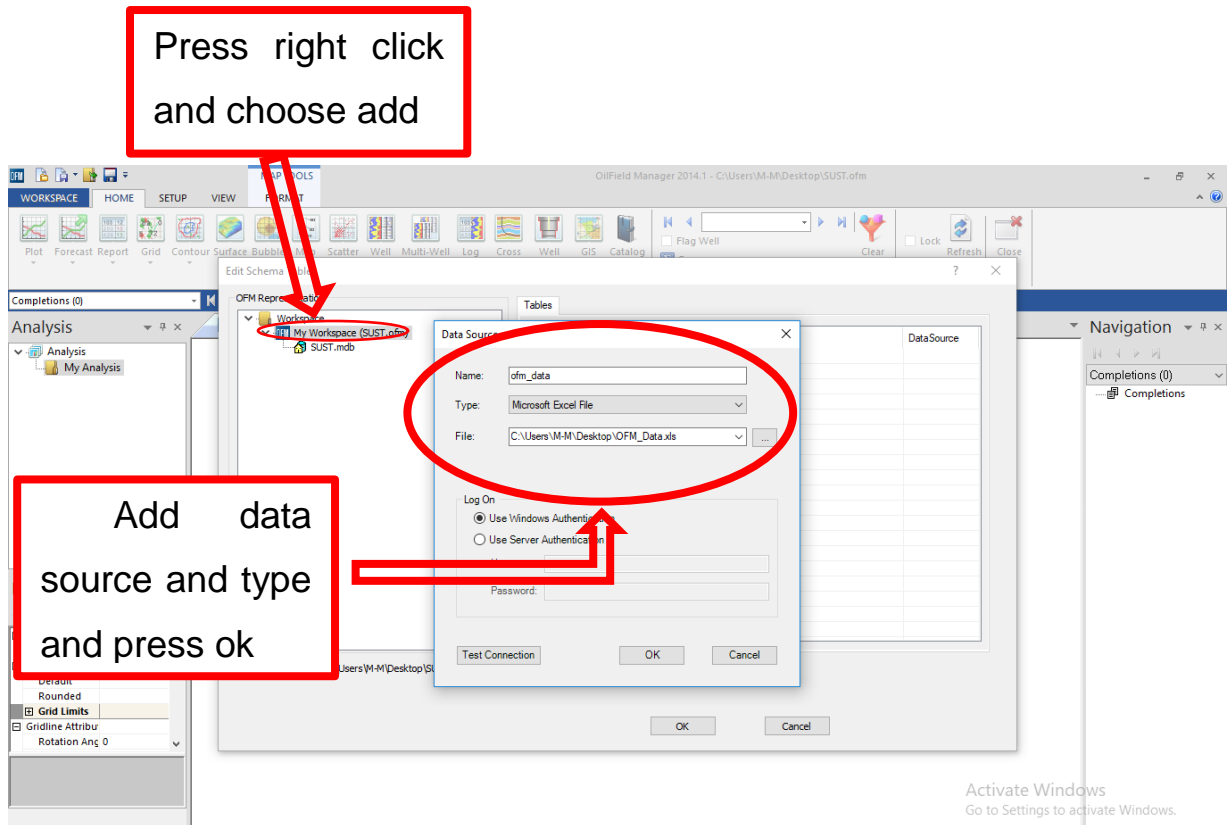 Press right click
and choose add
OilField Manager 2014.1 - C:\Users\M-M\Desktop\SUST.ofm
WORKSPACE HOME SETUP VIEW
Plot Forecast Report Grid Contour Surface Bubble Scatter Well Multi-Well Log Cross Well GIS Catalog
Flag Well
Clear
Lock
Refresh
Close
Edit Schema
?
Completions (0)
Analysis
Analysis
My Analysis
OFM
Workspace
My Workspace (SUST.ofm)
SUST.mdb
Tables
DataSource
Data Source
Name: ofm_data
Type: Microsoft Excel File
File: C:\Users\M-M\Desktop\OFM_Data.xls
...
Log On
Use Windows
Use Server Authentication
Password:
Test Connection OK Cancel
Add data
source and type
and press ok
Default
Rounded
Grid Limits
Gridline Attribu
Rotation Ang 0
OK Cancel
Navigation
Completions (0)
Completions
Activate Windows
Go to Settings to activate Windows.